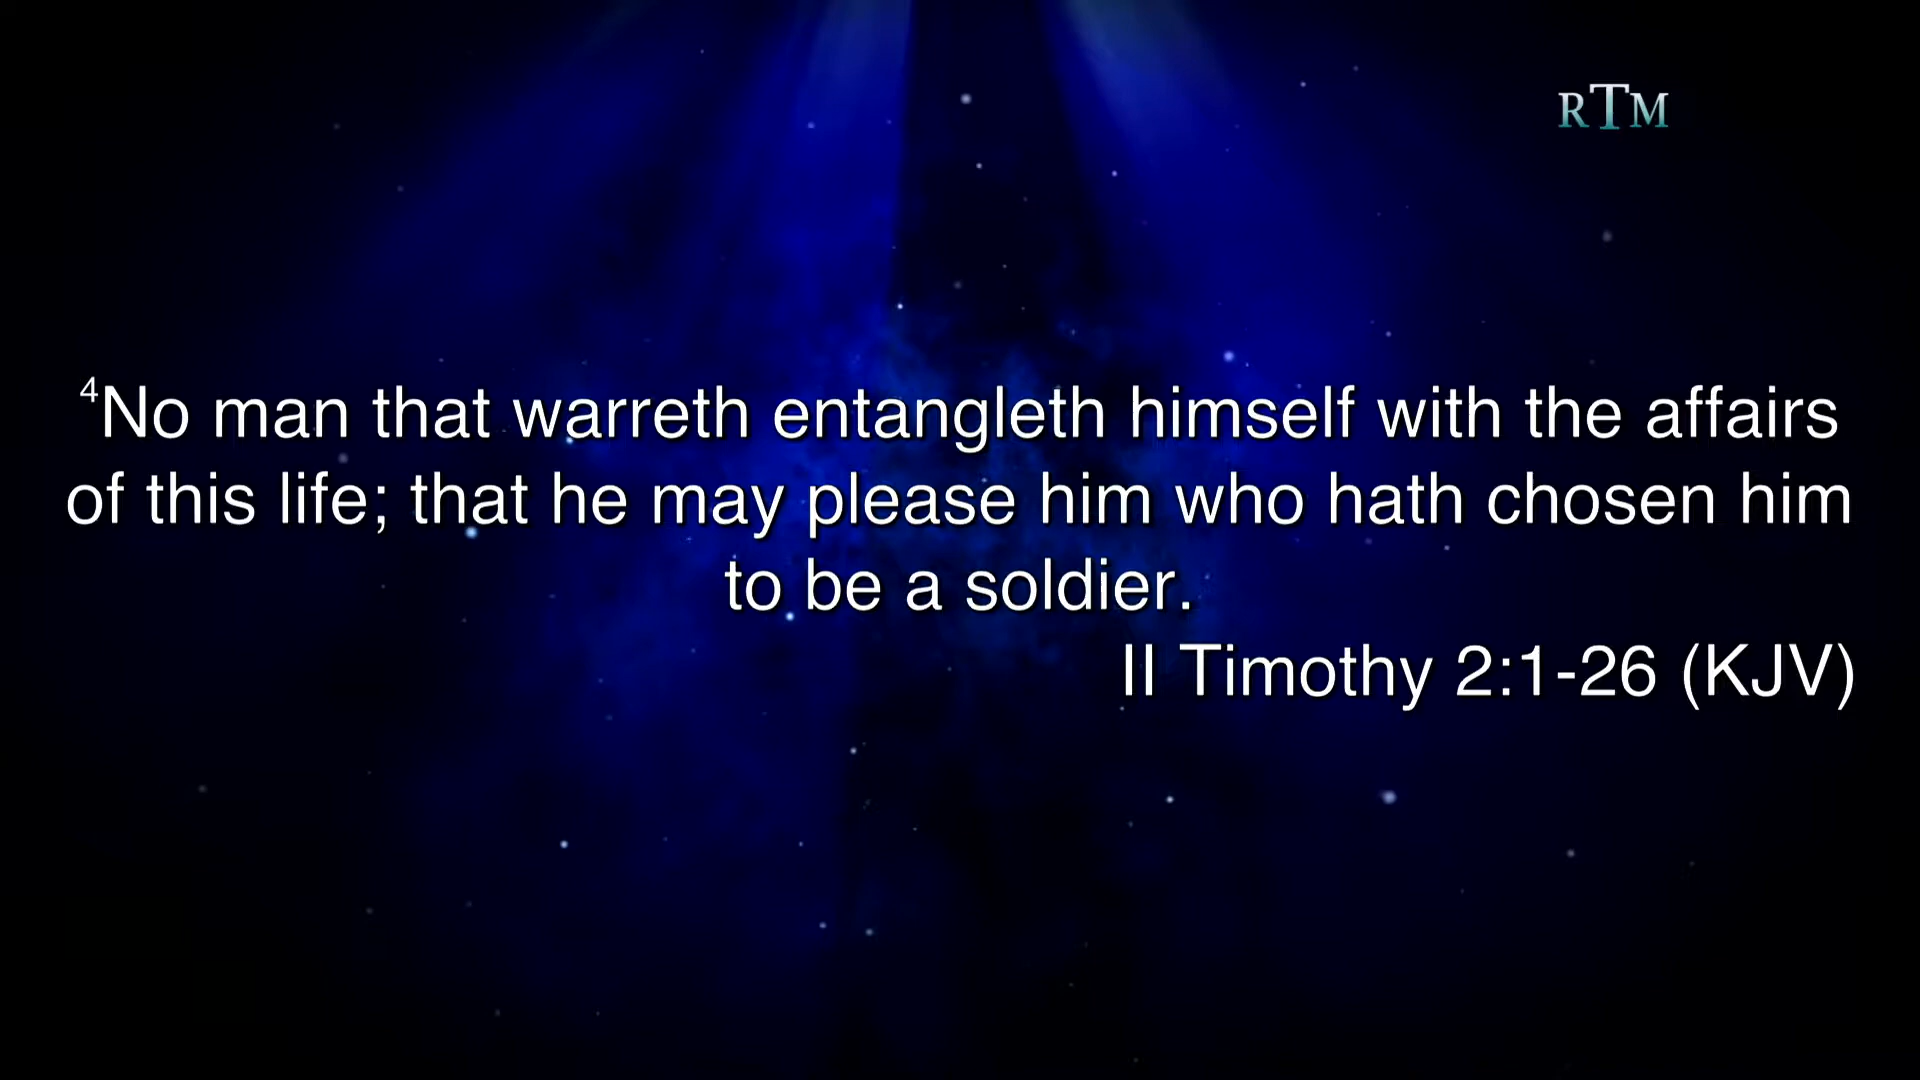 RTM
⁴No man that warreth entangleth himself with the affairs
of this life; that he may please him who hath chosen him
to be a soldier.
II Timothy 2:1-26 (KJV)